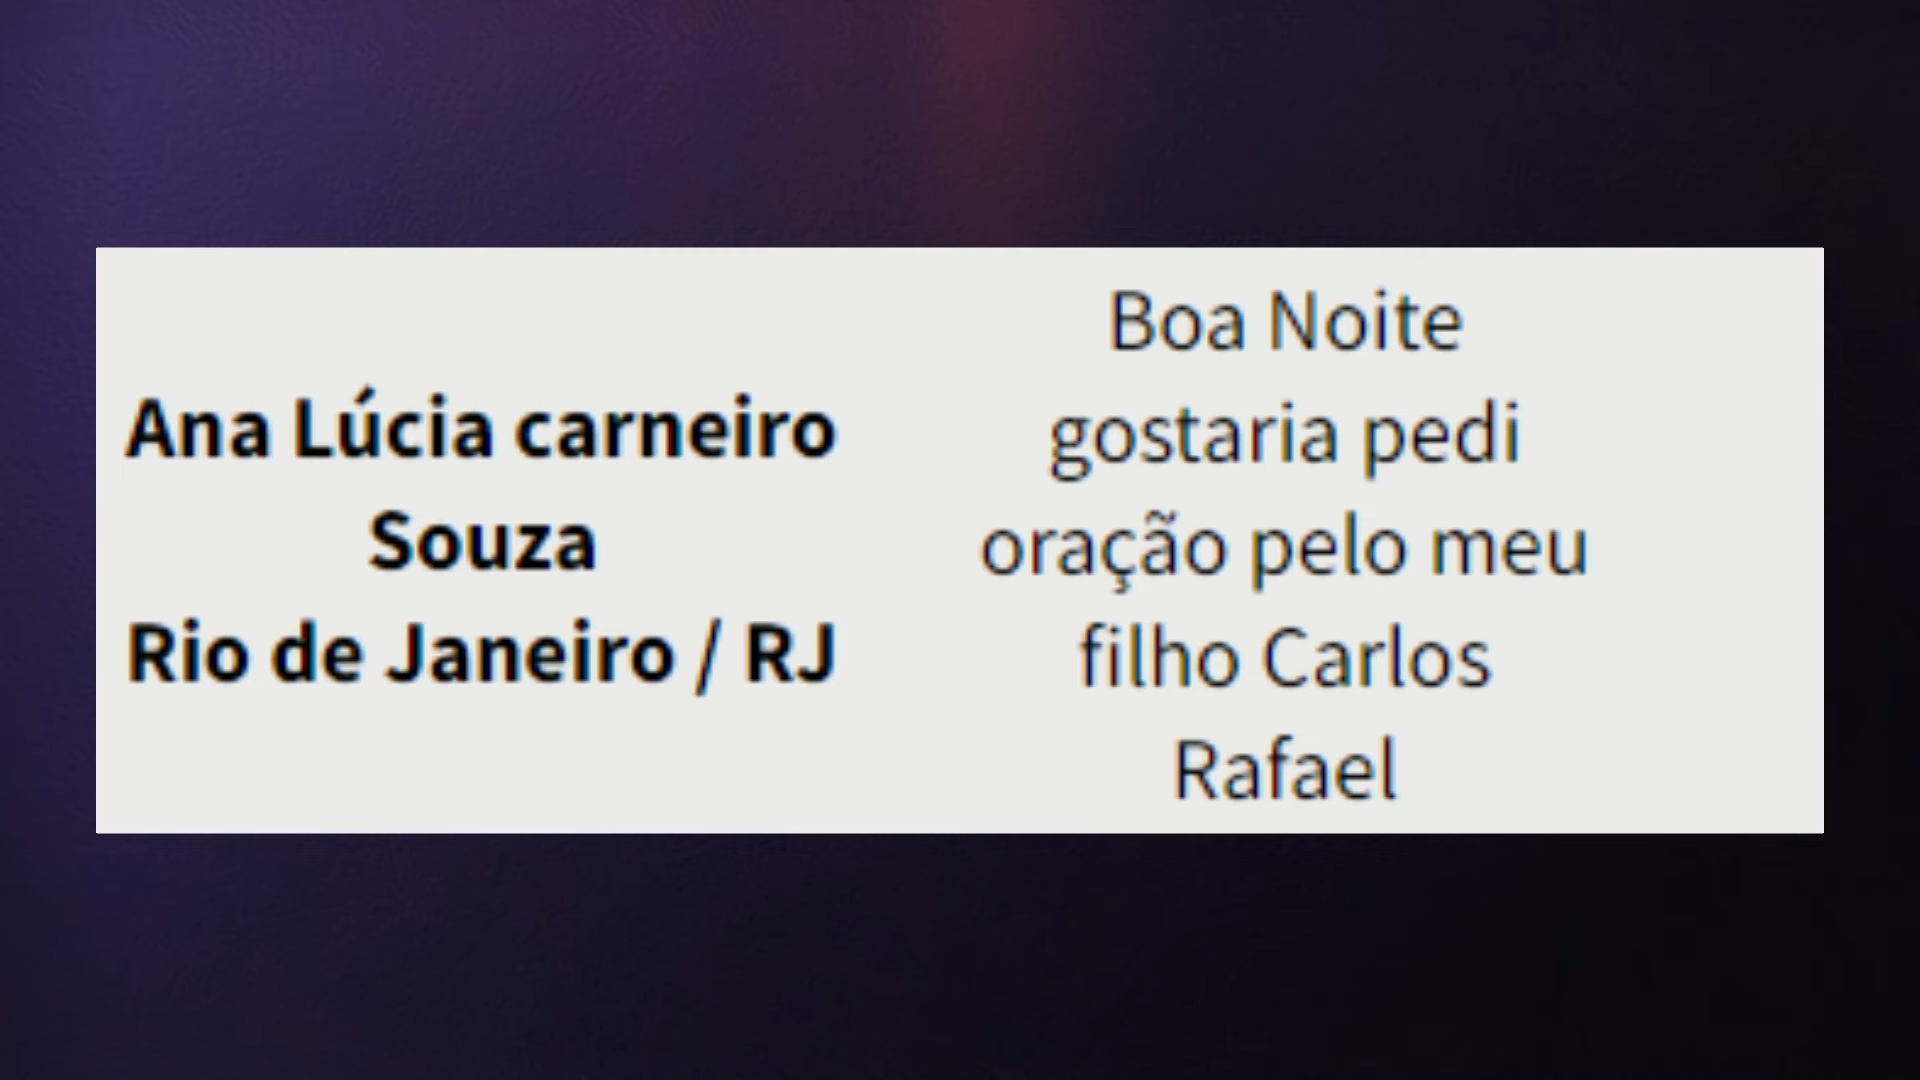 Ana Lúcia carneiro
Souza
Rio de Janeiro / RJ
Boa Noite
gostaria pedi
oração pelo meu
filho Carlos
Rafael